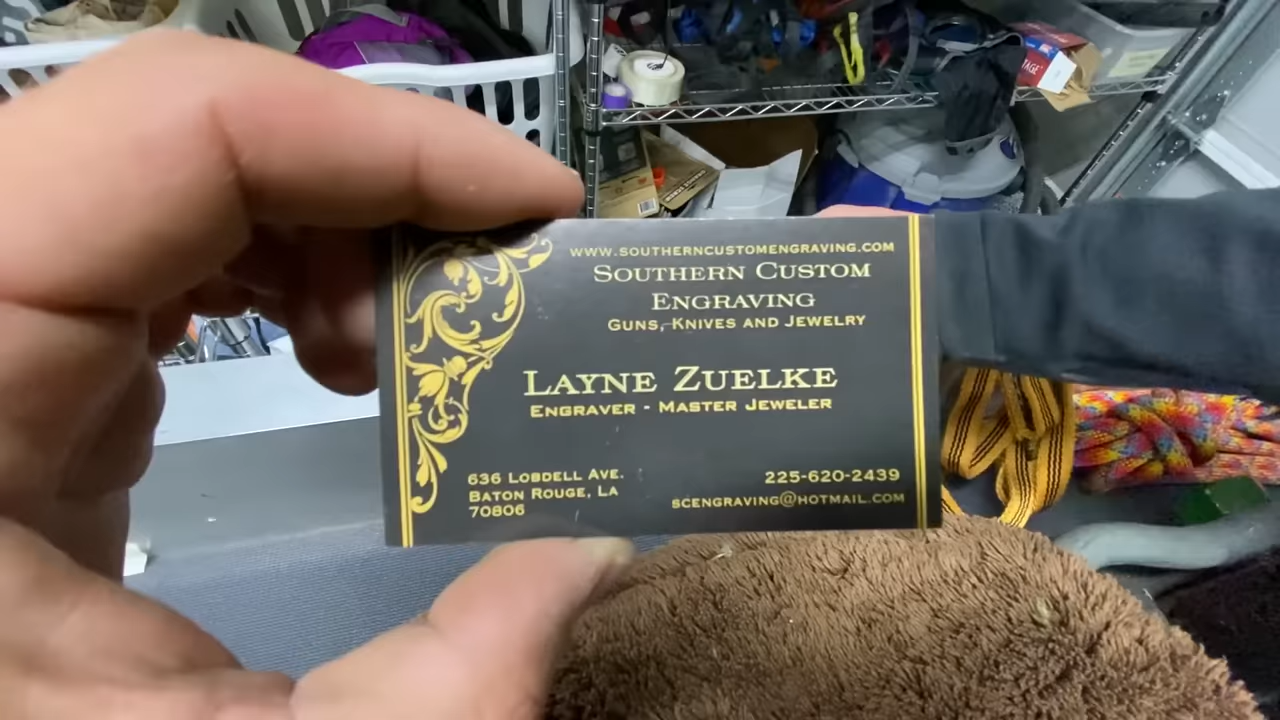 WWW.SOUTHERNCUSTOMENGRAVING.COM
SOUTHERN CUSTOM
ENGRAVING
GUNS, KNIVES AND JEWELRY
LAYNE ZUELKE
ENGRAVER - MASTER JEWELER
636 LOBDELL AVE.
BATON ROUGE, LA
70806
225-620-2439
SCENGRAVING@HOTMAIL.COM